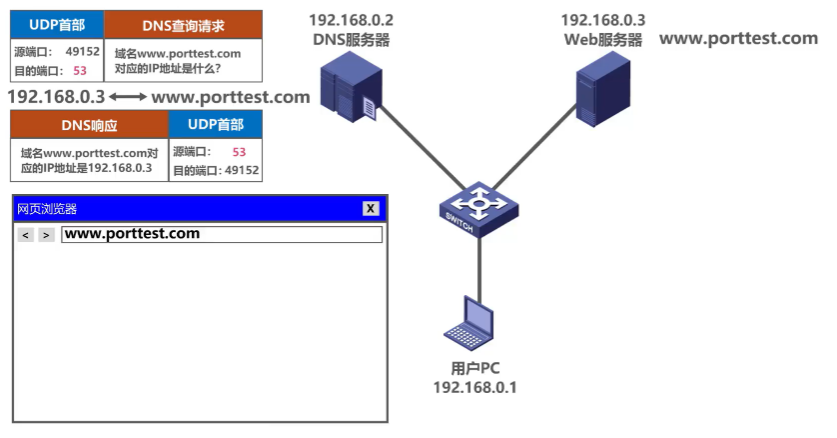 UDP首部 DNS查询请求
源端口： 49152
目的端口： 53
域名www.porttest.com
对应的IP地址是什么？
192.168.0.3 www.porttest.com
DNS响应 UDP首部
域名www.porttest.com对
应的IP地址是192.168.0.3
源端口： 53
目的端口：49152
网页浏览器 X
< > www.porttest.com
192.168.0.2
DNS服务器
192.168.0.3
Web服务器 www.porttest.com
SWITCH
用户PC
192.168.0.1